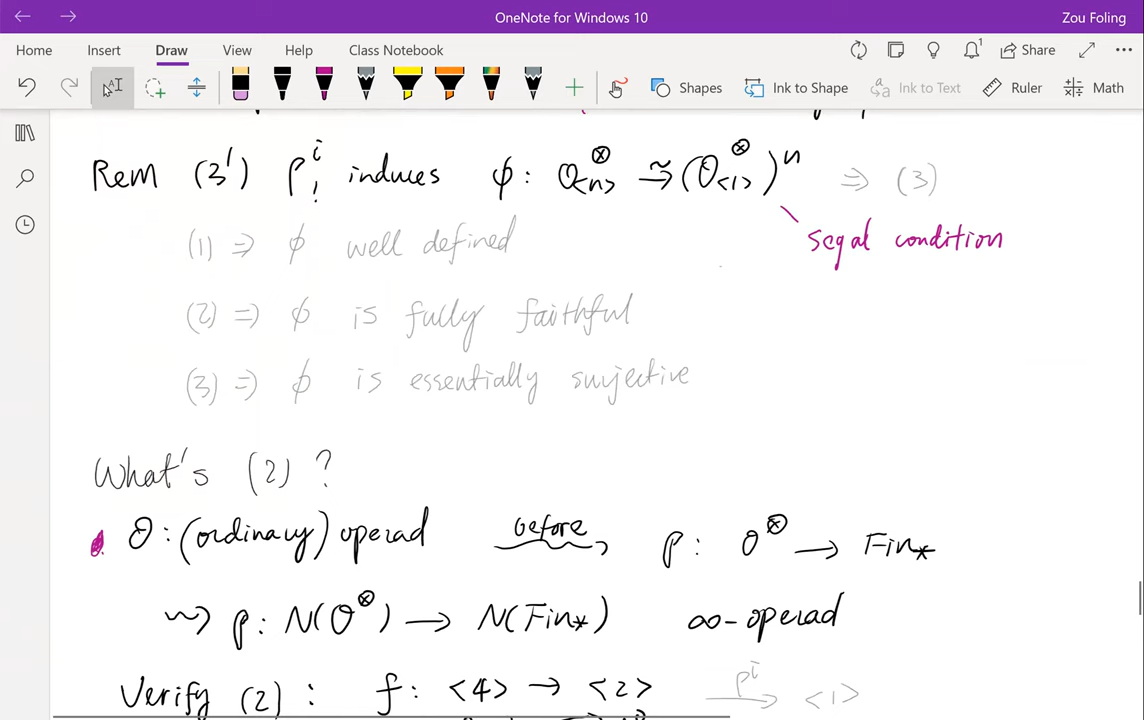 OneNote for Windows 10
Zou Foling
Home Insert Draw View Help Class Notebook
Share
Shapes Ink to Shape Ink to Text Ruler Math
Rem (3') p^i_! induces ϕ: O^⊗_<n> ≅→ (O^⊗_<1>)^n ⇒ (3)
Segal condition
(1) ⇒ ϕ well defined
(2) ⇒ ϕ is fully faithful
(3) ⇒ ϕ is essentially surjective
What's (2) ?
O: (ordinary) operad before p: O^⊗ → Fin*
⇝ p: N(O^⊗) → N(Fin*) ∞-operad
Verify (2) : f: <4> → <2> p^i → <1>